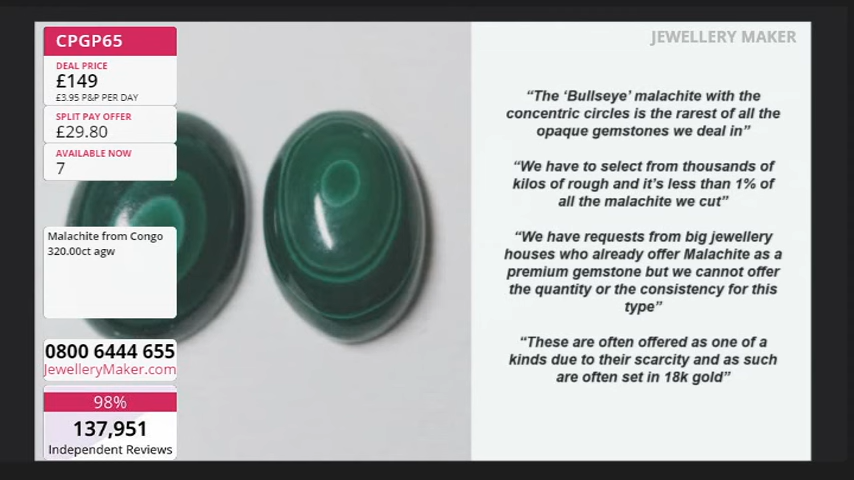 CPGP65
DEAL PRICE
£149
£3.95 P&P PER DAY
SPLIT PAY OFFER
£29.80
AVAILABLE NOW
7
Malachite from Congo
320.00ct agw
0800 6444 655
JewelleryMaker.com
98%
137,951
Independent Reviews
JEWELLERY MAKER
“The ‘Bullseye’ malachite with the
concentric circles is the rarest of all the
opaque gemstones we deal in”
“We have to select from thousands of
kilos of rough and it’s less than 1% of
all the malachite we cut”
“We have requests from big jewellery
houses who already offer Malachite as a
premium gemstone but we cannot offer
the quantity or the consistency for this
type”
“These are often offered as one of a
kinds due to their scarcity and as such
are often set in 18k gold”